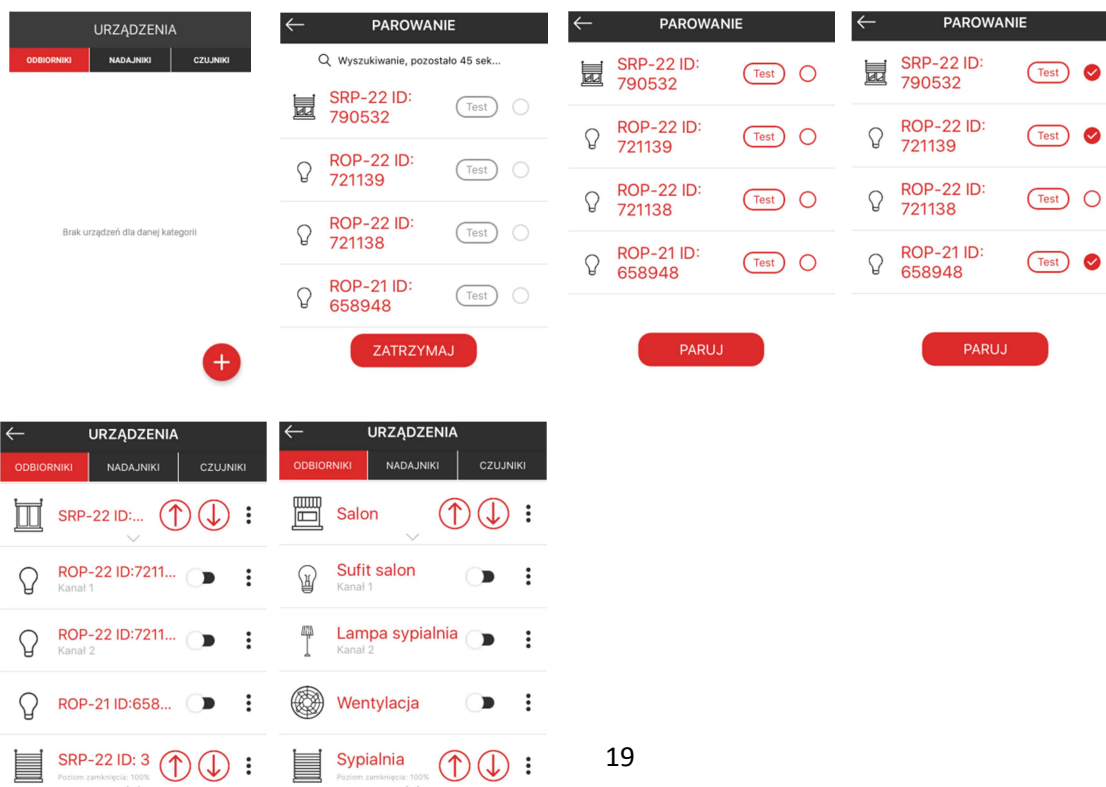 URZĄDZENIA
ODBIORNIKI NADAJNIKI CZUJNIKI
Brak urządzeń dla danej kategorii
+
PAROWANIE
Wyszukiwanie, pozostało 45 sek...
SRP-22 ID:
790532
Test
ROP-22 ID:
721139
Test
ROP-22 ID:
721138
Test
ROP-21 ID:
658948
Test
ZATRZYMAJ
PAROWANIE
SRP-22 ID:
790532
Test
ROP-22 ID:
721139
Test
ROP-22 ID:
721138
Test
ROP-21 ID:
658948
Test
PARUJ
PAROWANIE
SRP-22 ID:
790532
Test
ROP-22 ID:
721139
Test
ROP-22 ID:
721138
Test
ROP-21 ID:
658948
Test
PARUJ
URZĄDZENIA
ODBIORNIKI NADAJNIKI CZUJNIKI
SRP-22 ID:...
ROP-22 ID:7211...
Kanał 1
ROP-22 ID:7211...
Kanał 2
ROP-21 ID:658...
SRP-22 ID: 3
Poziom zamknięcia: 100%
URZĄDZENIA
ODBIORNIKI NADAJNIKI CZUJNIKI
Salon
Sufit salon
Kanał 1
Lampa sypialnia
Kanał 2
Wentylacja
Sypialnia
Poziom zamknięcia: 100%
19